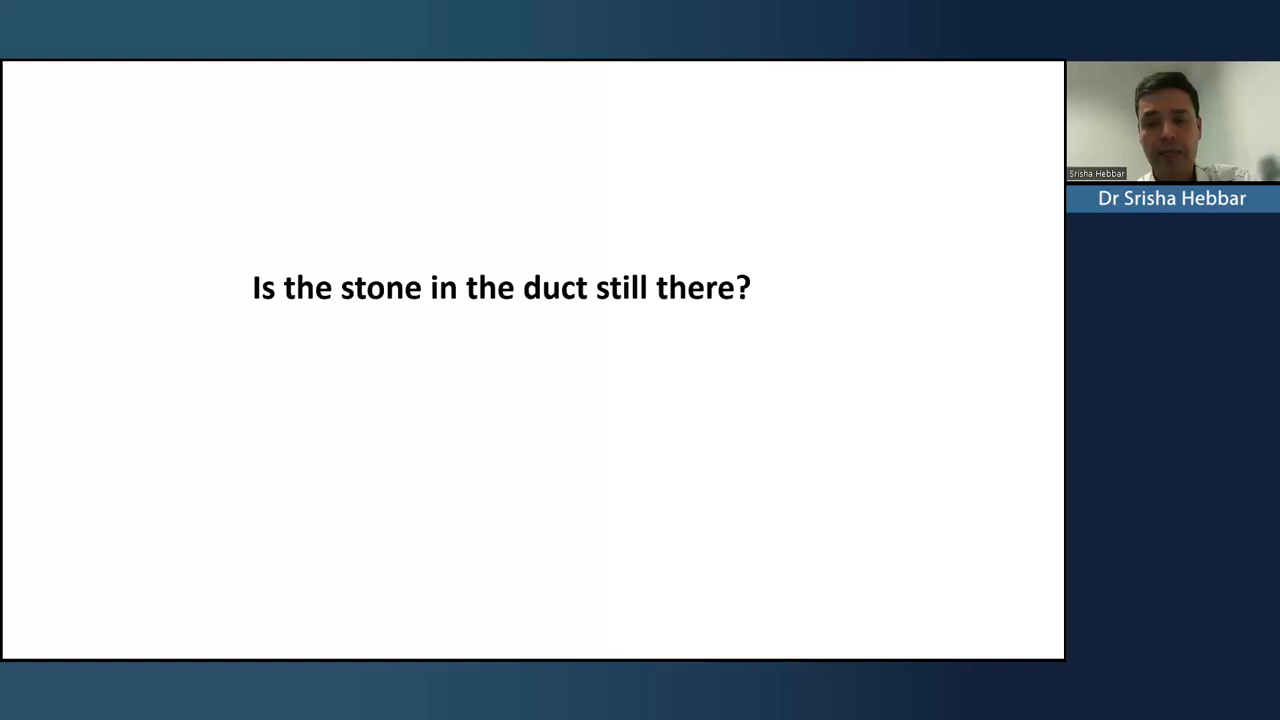 Is the stone in the duct still there?
Srisha Hebbar
Dr Srisha Hebbar